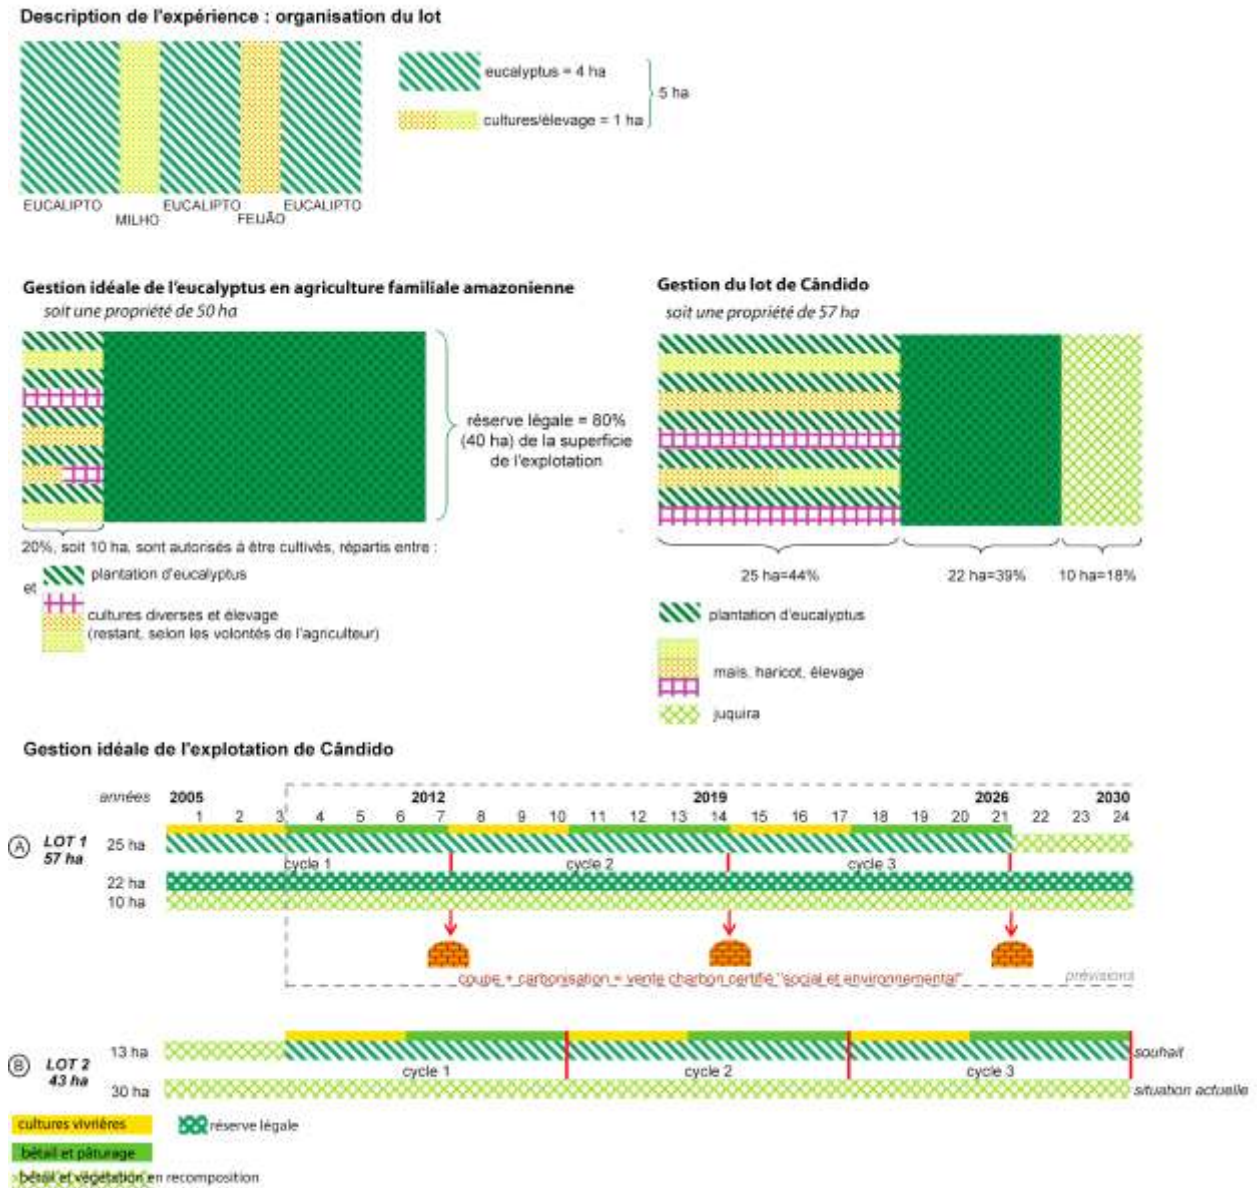 Description de l'expérience : organisation du lot
eucalyptus = 4 ha
5 ha
cultures/élevage = 1 ha
EUCALIPTO
MILHO
EUCALIPTO
FEIJÃO
EUCALIPTO
Gestion idéale de l'eucalyptus en agriculture familiale amazonienne
soit une propriété de 50 ha
réserve légale = 80%
(40 ha) de la superficie
de l'explotation
20%, soit 10 ha, sont autorisés à être cultivés, répartis entre :
plantation d'eucalyptus
et
cultures diverses et élevage
(restant, selon les volontés de l'agriculteur)
Gestion du lot de Cândido
soit une propriété de 57 ha
25 ha=44%
22 ha=39%
10 ha=18%
plantation d'eucalyptus
mais, haricot, élevage
juquira
Gestion idéale de l'explotation de Cândido
années 2005 2012 2019 2026 2030
1 2 3 4 5 6 7 8 9 10 11 12 13 14 15 16 17 18 19 20 21 22 23 24
A LOT 1 25 ha
57 ha
cycle 1 cycle 2 cycle 3
22 ha
10 ha
coupe + carbonisation = vente charbon certifié "social et environnemental"
prévisions
B LOT 2 13 ha
43 ha
souhait
cycle 1 cycle 2 cycle 3
30 ha
situation actuelle
cultures vivrières
réserve légale
bétail et pâturage
bétail et végétation en recomposition